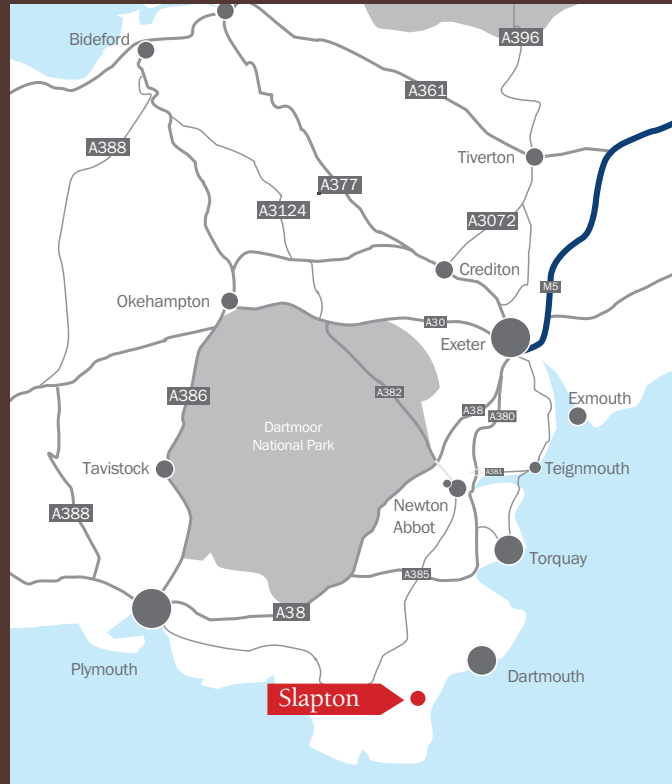 A396
Bideford
A361
A388
Tiverton
A377
A3124
A3072
Crediton
M5
Okehampton
A30
Exeter
A382
A386
Exmouth
A38
A380
Dartmoor
National Park
Tavistock
A381
Teignmouth
Newton
Abbot
A388
Torquay
A385
A38
Plymouth
Dartmouth
Slapton